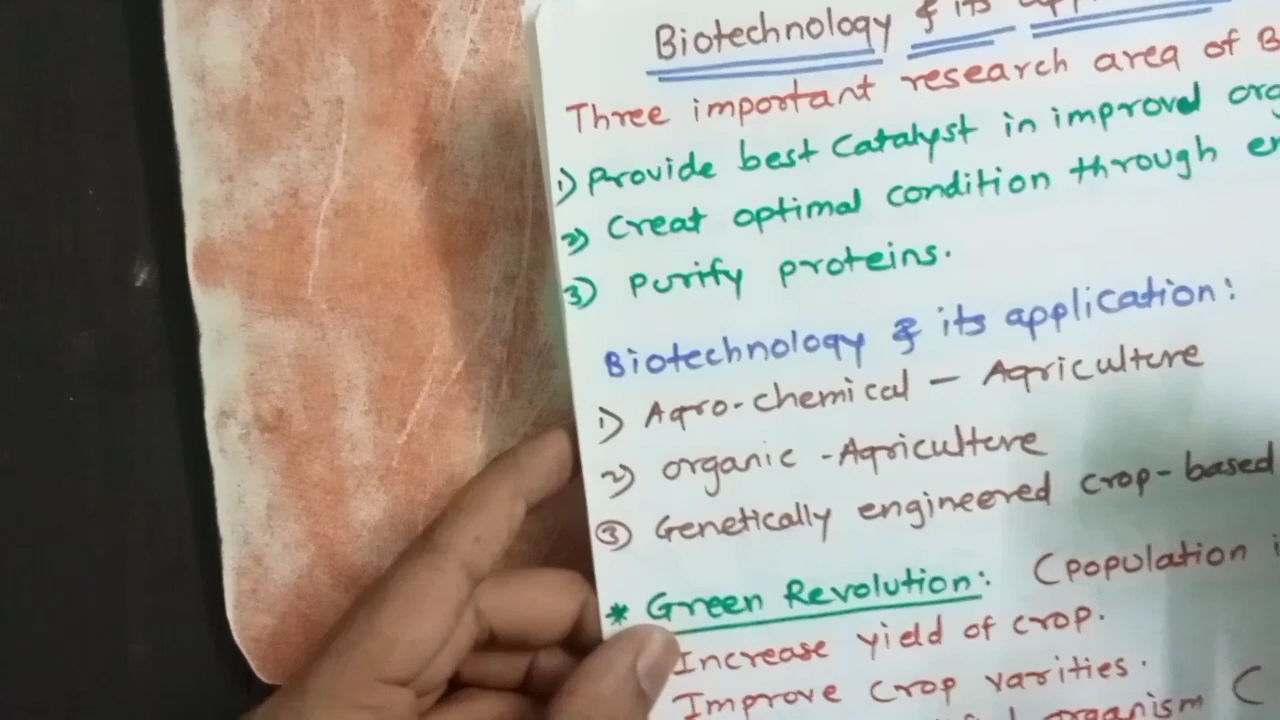 Biotechnology & its
Three important research area of
1) Provide best Catalyst in improved
2) Creat optimal condition through
3) Purify proteins.
Biotechnology & its application:
1) Agro-chemical - Agriculture
2) organic - Agriculture
3) Genetically engineered crop-based
* Green Revolution: (population
Increase yield of crop.
Improve crop varities.
organism (